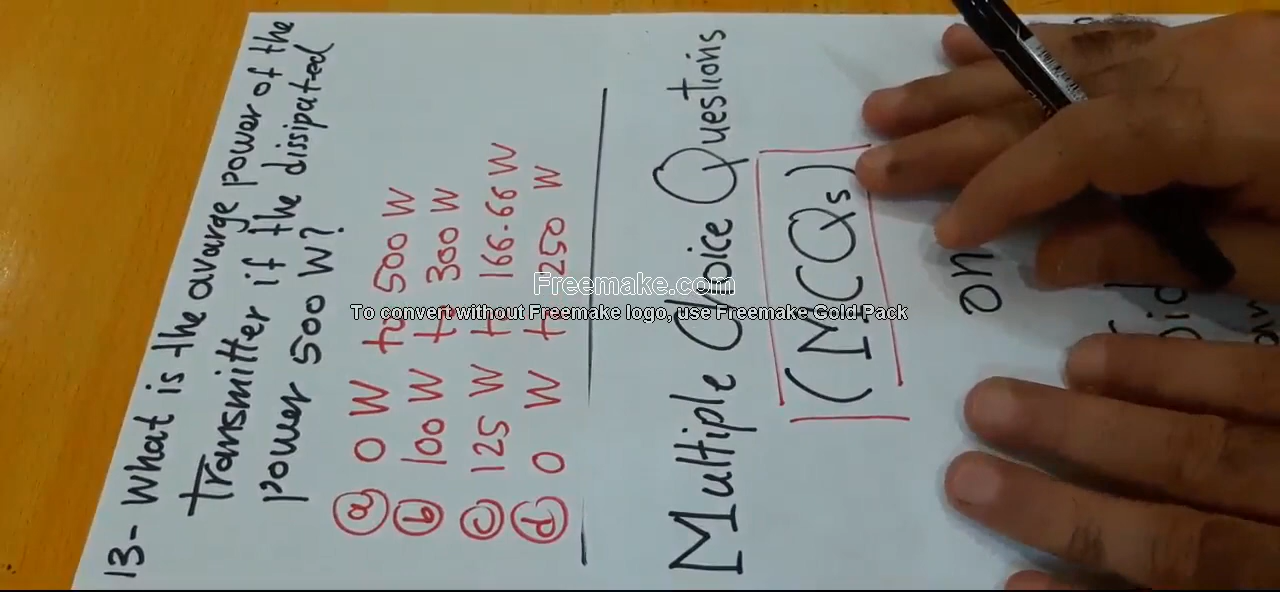 13- What is the avarge power of the
transmitter if the dissipated
power 500 W?
a 0 W to 500 W
b 100 W to 300 W
c 125 W t 166.66 W
d 0 W t 250 W
Multiple Choice Questions
(MCQs)
on
Freemake.com
To convert without Freemake logo, use Freemake Gold Pack